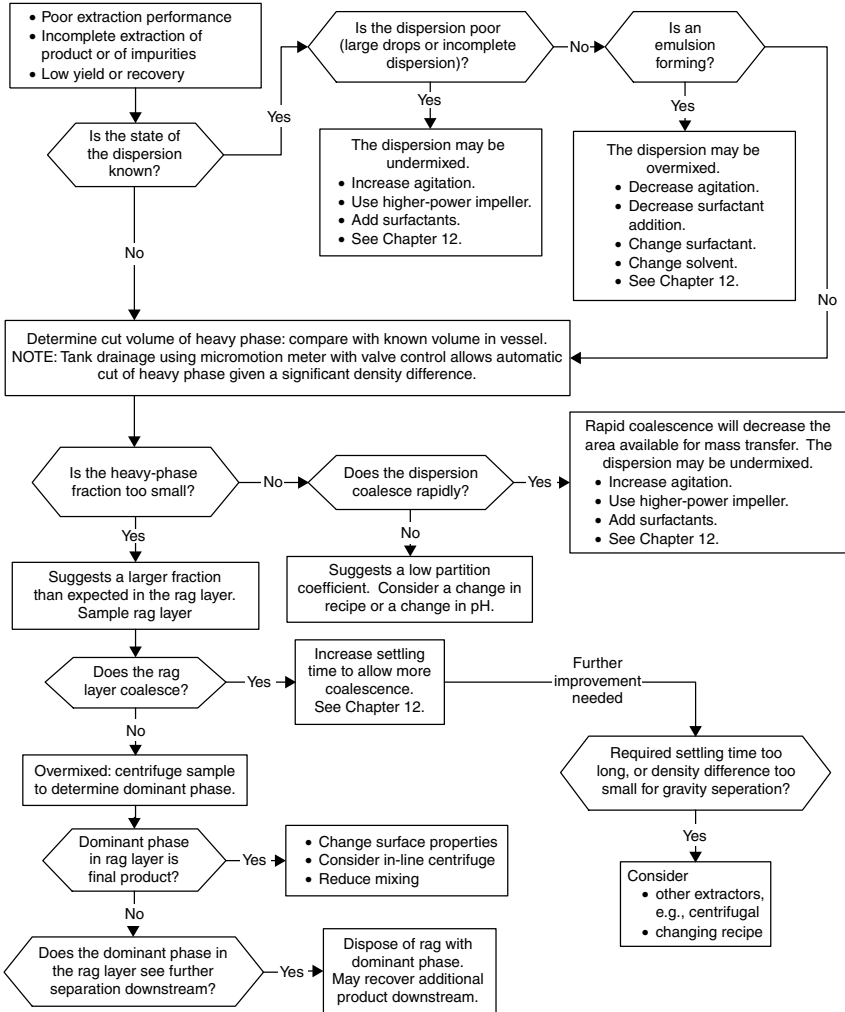 • Poor extraction performance
• Incomplete extraction of
product or of impurities
• Low yield or recovery
Yes
Is the state of
the dispersion
known?
No
Is the dispersion poor
(large drops or incomplete
dispersion)?
No
Is an
emulsion
forming?
Yes
The dispersion may be
undermixed.
• Increase agitation.
• Use higher-power impeller.
• Add surfactants.
• See Chapter 12.
Yes
The dispersion may be
overmixed.
• Decrease agitation.
• Decrease surfactant
addition.
• Change surfactant.
• Change solvent.
• See Chapter 12.
No
Determine cut volume of heavy phase: compare with known volume in vessel.
NOTE: Tank drainage using micromotion meter with valve control allows automatic
cut of heavy phase given a significant density difference.
Is the heavy-phase
fraction too small?
No
Does the dispersion
coalesce rapidly?
Yes
Rapid coalescence will decrease the
area available for mass transfer. The
dispersion may be undermixed.
• Increase agitation.
• Use higher-power impeller.
• Add surfactants.
• See Chapter 12.
Yes
No
Suggests a larger fraction
than expected in the rag layer.
Sample rag layer
Suggests a low partition
coefficient. Consider a change in
recipe or a change in pH.
Does the rag
layer coalesce?
Yes
Increase settling
time to allow more
coalescence.
See Chapter 12.
Further
improvement
needed
No
Overmixed: centrifuge sample
to determine dominant phase.
Required settling time too
long, or density difference too
small for gravity seperation?
Dominant phase
in rag layer is
final product?
Yes
• Change surface properties
• Consider in-line centrifuge
• Reduce mixing
Yes
Consider
• other extractors,
e.g., centrifugal
• changing recipe
No
Does the dominant phase in
the rag layer see further
separation downstream?
Yes
Dispose of rag with
dominant phase.
May recover additional
product downstream.